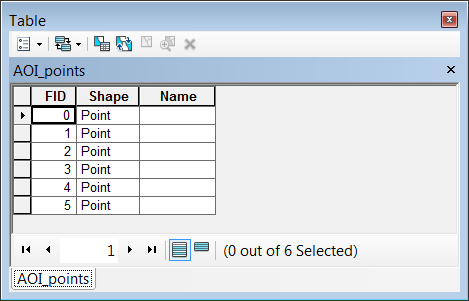 Table
AOI_points
FID Shape Name
0 Point
1 Point
2 Point
3 Point
4 Point
5 Point
1 (0 out of 6 Selected)
AOI_points